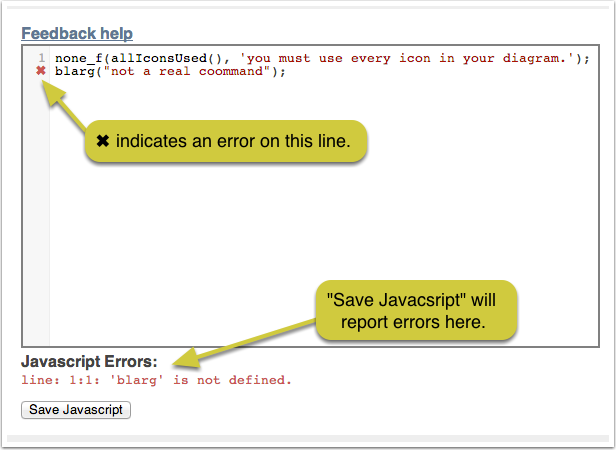 Feedback help
1 none_f(allIconsUsed(), 'you must use every icon in your diagram.');
✖ blarg("not a real coommand");
✖ indicates an error on this line.
"Save Javacsript" will
report errors here.
Javascript Errors:
line: 1:1: 'blarg' is not defined.
Save Javascript